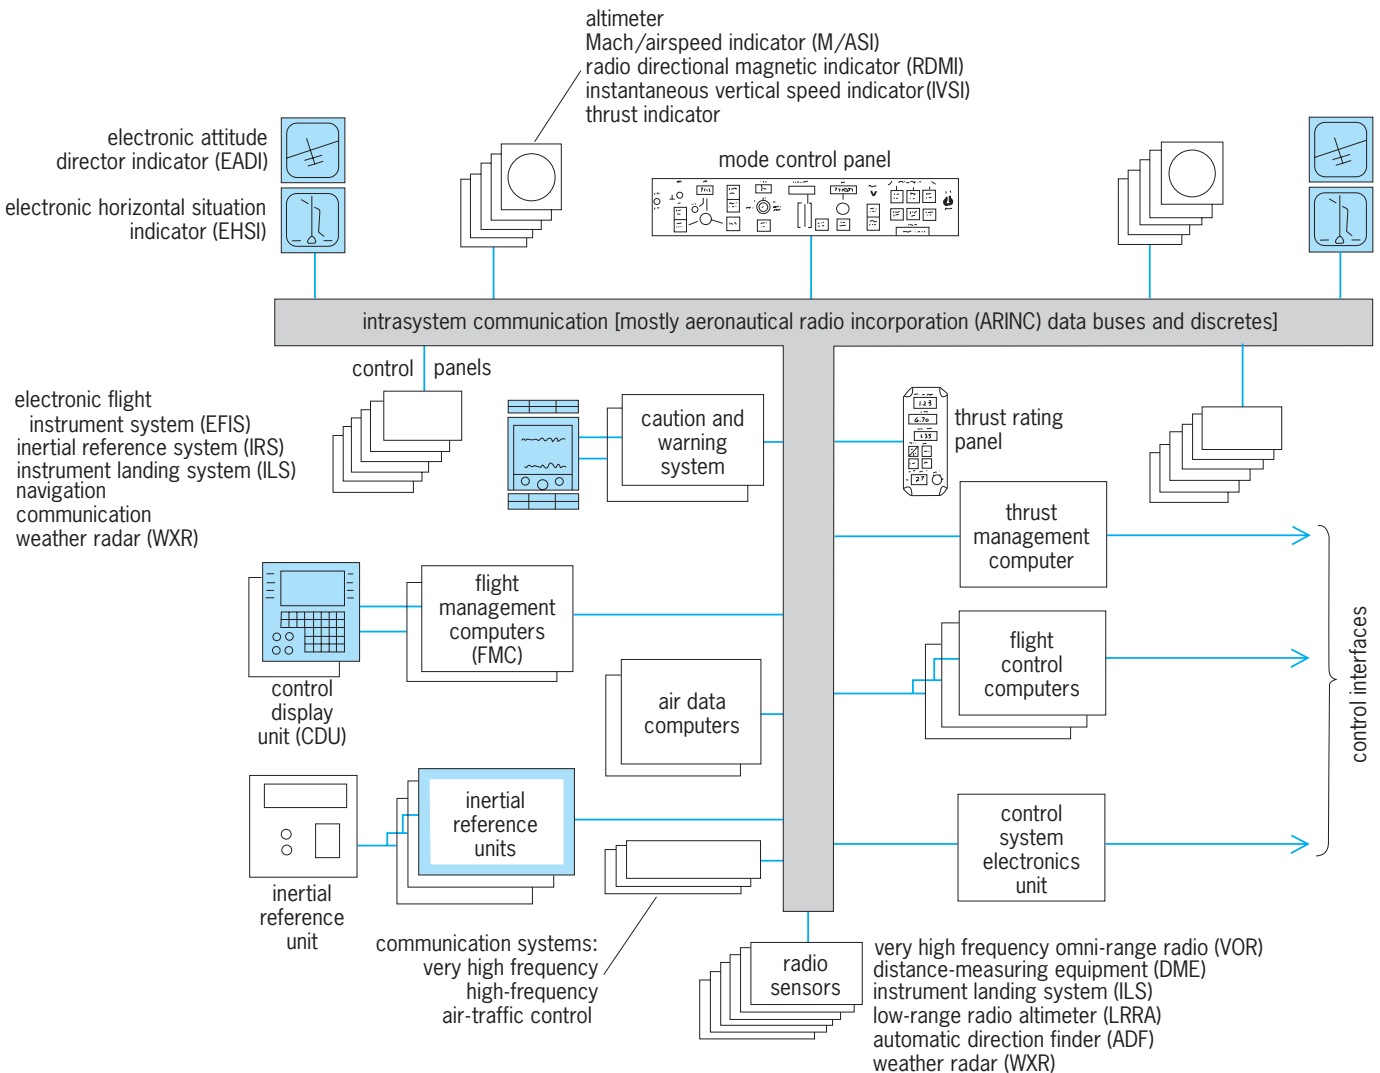 altimeter
Mach/airspeed indicator (M/ASI)
radio directional magnetic indicator (RDMI)
instantaneous vertical speed indicator (IVSI)
thrust indicator
electronic attitude
director indicator (EADI)
mode control panel
electronic horizontal situation
indicator (EHSI)
intrasystem communication [mostly aeronautical radio incorporation (ARINC) data buses and discretes]
control panels
electronic flight
instrument system (EFIS)
inertial reference system (IRS)
instrument landing system (ILS)
navigation
communication
weather radar (WXR)
caution and
warning
system
thrust rating
panel
thrust
management
computer
flight
management
computers
(FMC)
control
display
unit (CDU)
air data
computers
flight
control
computers
control interfaces
inertial
reference
units
inertial
reference
unit
control
system
electronics
unit
communication systems:
very high frequency
high-frequency
air-traffic control
radio
sensors
very high frequency omni-range radio (VOR)
distance-measuring equipment (DME)
instrument landing system (ILS)
low-range radio altimeter (LRRA)
automatic direction finder (ADF)
weather radar (WXR)